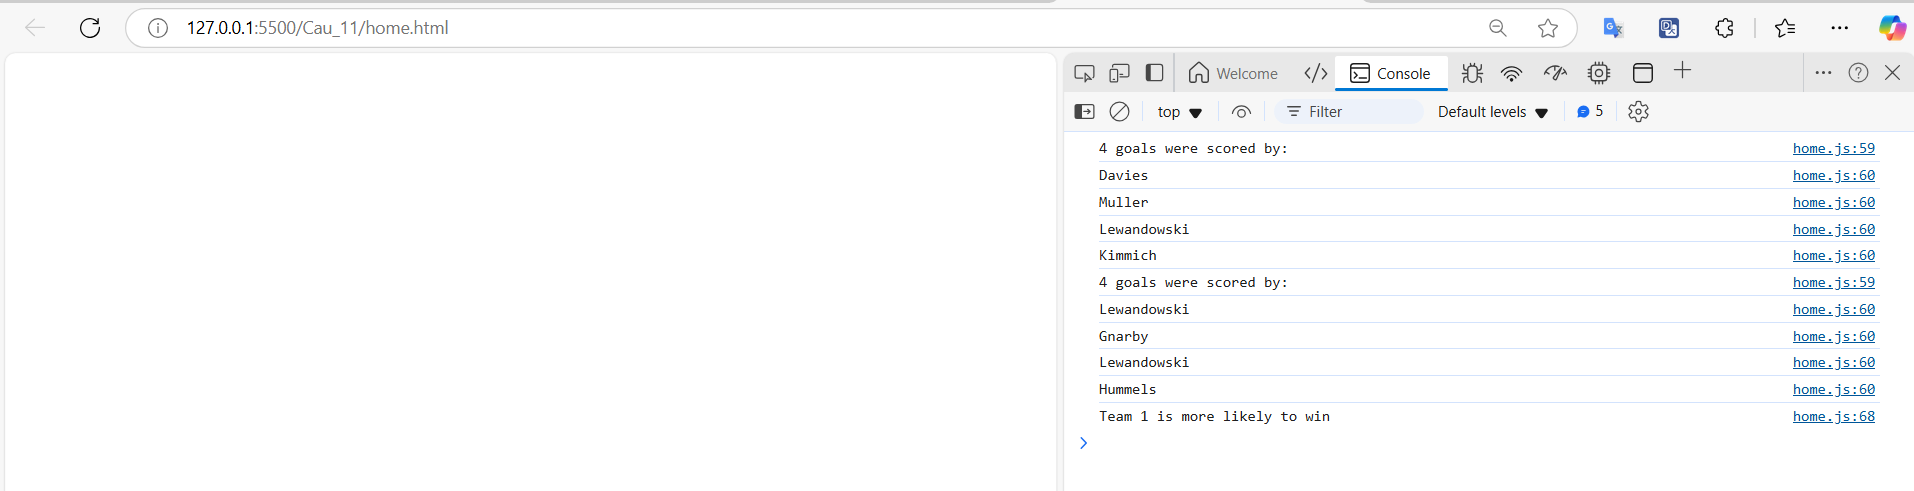 127.0.0.1:5500/Cau_11/home.html
Welcome
Console
top
Filter
Default levels
5
4 goals were scored by: home.js:59
Davies home.js:60
Muller home.js:60
Lewandowski home.js:60
Kimmich home.js:60
4 goals were scored by: home.js:59
Lewandowski home.js:60
Gnarby home.js:60
Lewandowski home.js:60
Hummels home.js:60
Team 1 is more likely to win home.js:68